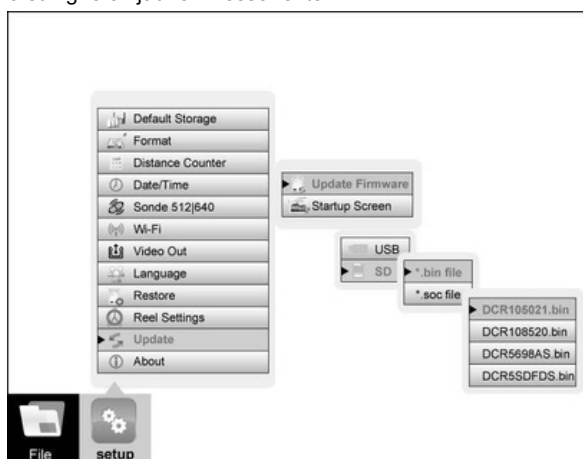 Default Storage
Format
Distance Counter
Date/Time
Sonde 512|640
Wi-Fi
Video Out
Language
Restore
Reel Settings
Update
About
Update Firmware
Startup Screen
USB
SD
*.bin file
*.soc file
DCR105021.bin
DCR108520.bin
DCR5698AS.bin
DCR5SDFDS.bin
File
setup